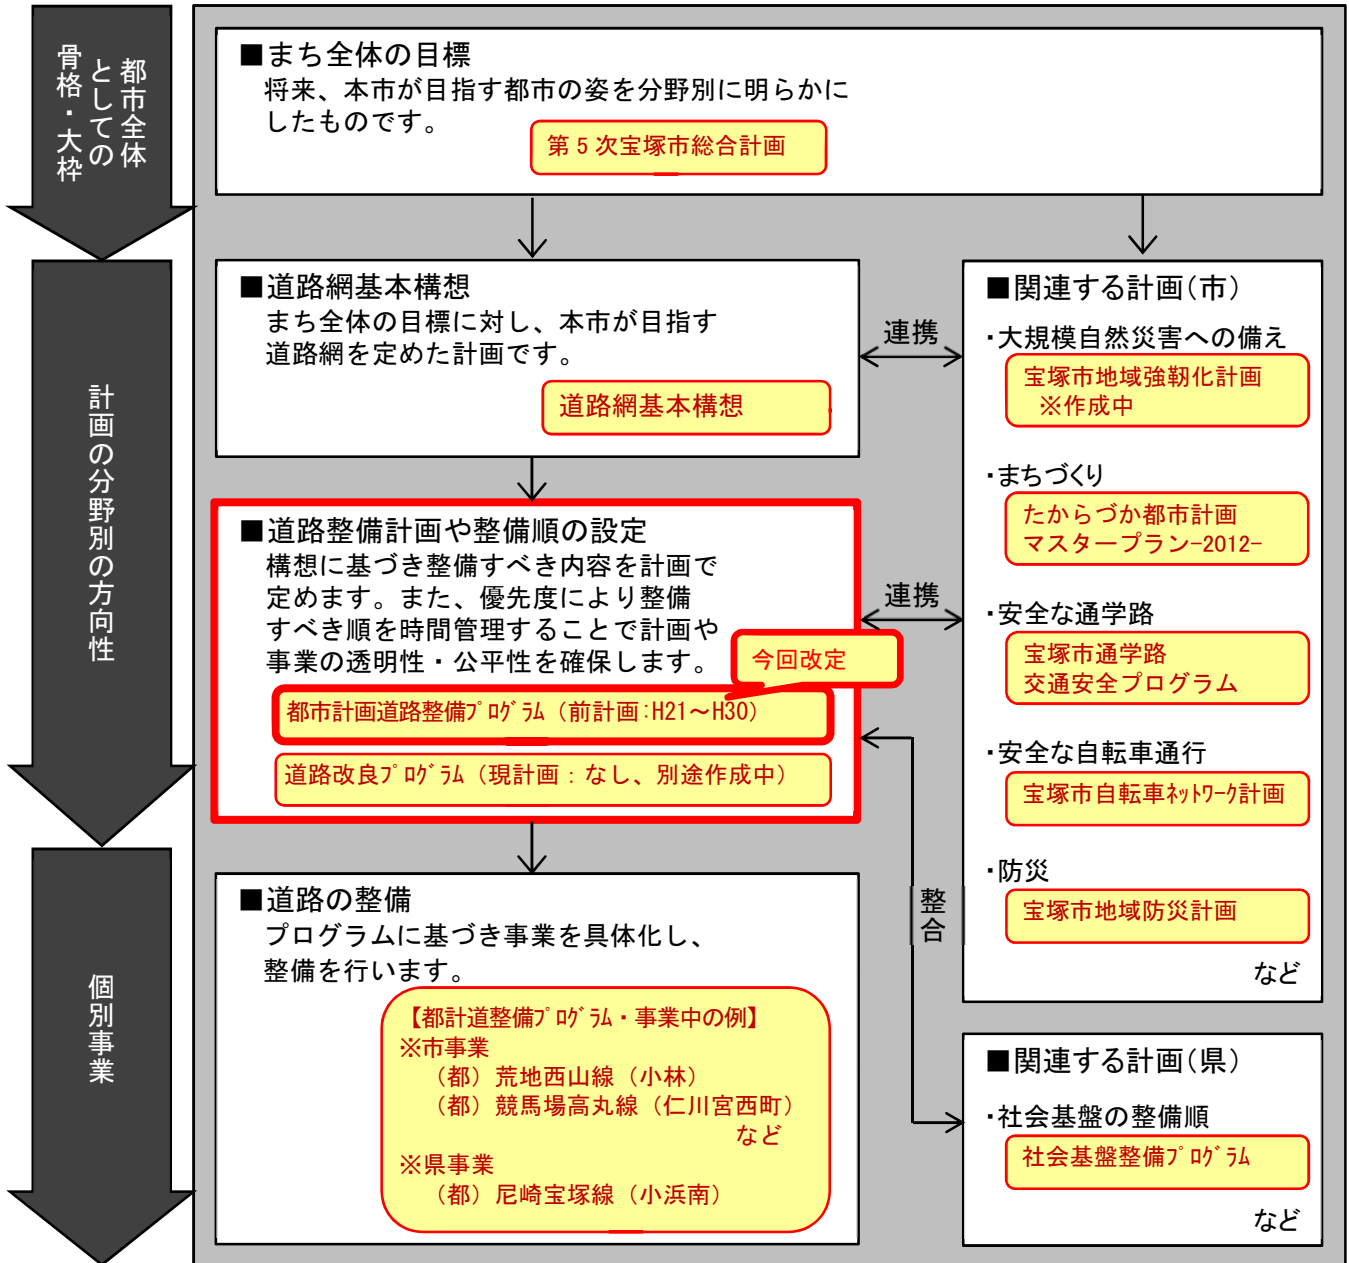 都市全体
としての
骨格・大枠
■まち全体の目標
将来、本市が目指す都市の姿を分野別に明らかに
したものです。
第5次宝塚市総合計画
計画の分野別の方向性
■道路網基本構想
まち全体の目標に対し、本市が目指す
道路網を定めた計画です。
道路網基本構想
連携
■道路整備計画や整備順の設定
構想に基づき整備すべき内容を計画で
定めます。また、優先度により整備
すべき順を時間管理することで計画や
事業の透明性・公平性を確保します。
今回改定
都市計画道路整備プログラム（前計画：H21～H30）
道路改良プログラム（現計画：なし、別途作成中）
連携
■関連する計画（市）
・大規模自然災害への備え
宝塚市地域強靭化計画
※作成中
・まちづくり
たからづか都市計画
マスタープラン-2012-
・安全な通学路
宝塚市通学路
交通安全プログラム
・安全な自転車通行
宝塚市自転車ネットワーク計画
・防災
宝塚市地域防災計画
など
整合
個別事業
■道路の整備
プログラムに基づき事業を具体化し、
整備を行います。
【都計道整備プログラム・事業中の例】
※市事業
（都）荒地西山線（小林）
（都）競馬場高丸線（仁川宮西町）
など
※県事業
（都）尼崎宝塚線（小浜南）
■関連する計画（県）
・社会基盤の整備順
社会基盤整備プログラム
など